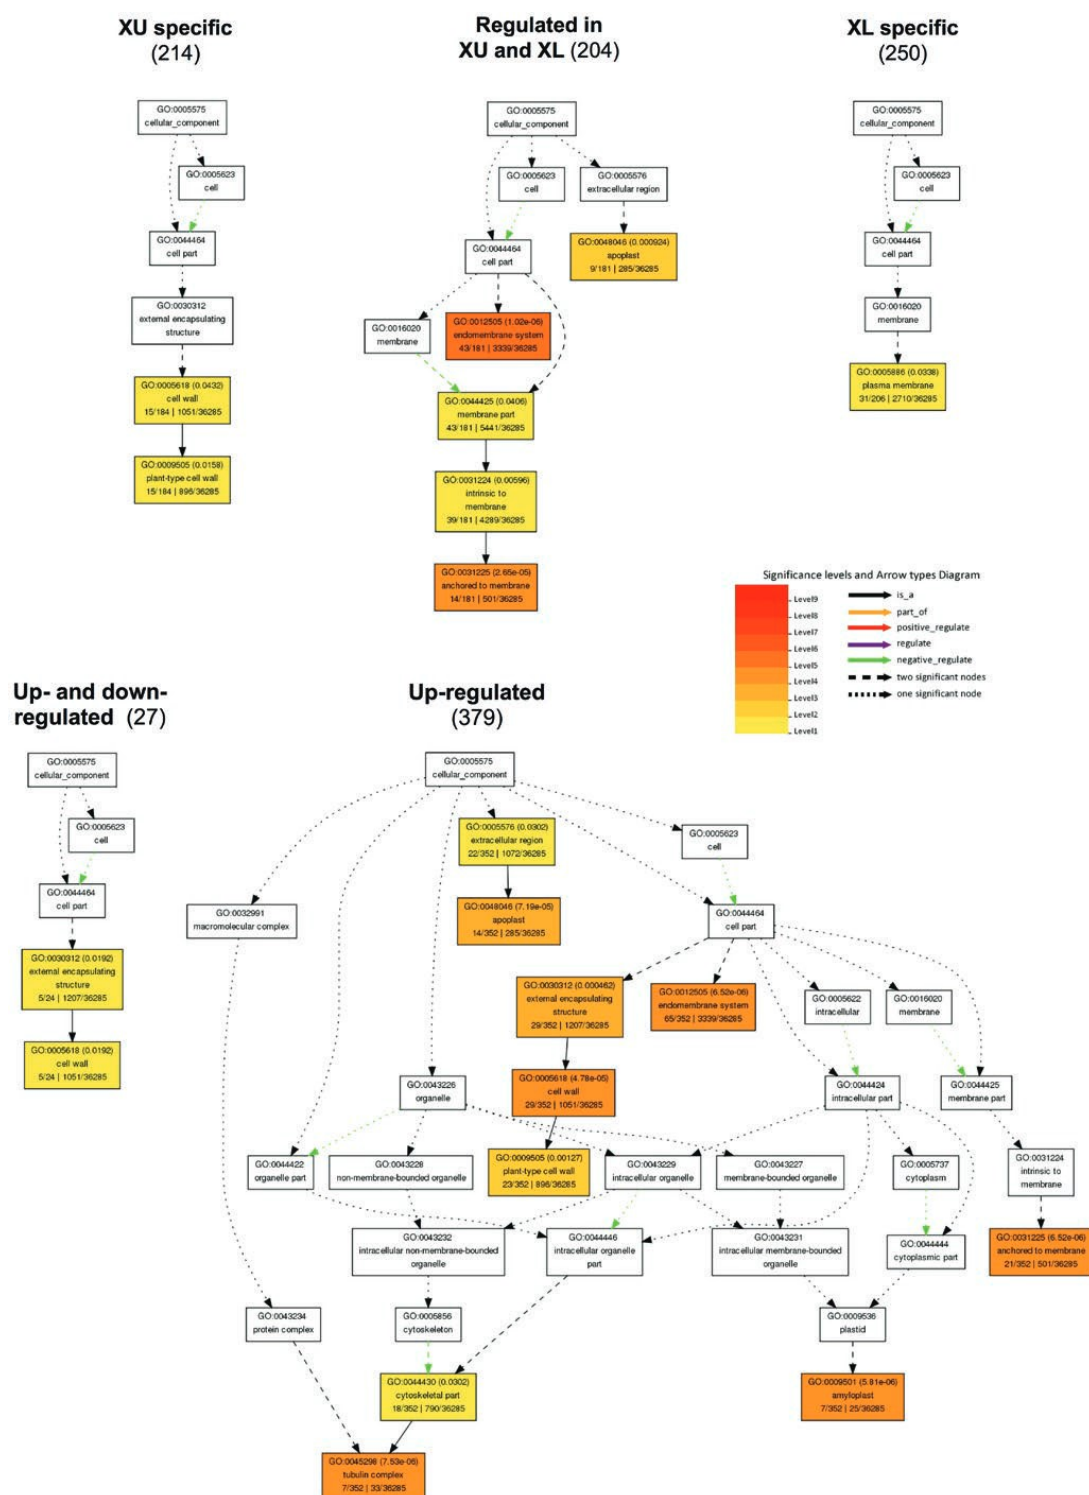 XU specific
(214)
GO:0005575
cellular_component
GO:0005623
cell
GO:0044464
cell part
GO:0030312
external encapsulating
structure
GO:0005618 (0.0432)
cell wall
15/184 | 1051/36285
GO:0009505 (0.0158)
plant-type cell wall
15/184 | 896/36285
Regulated in
XU and XL (204)
GO:0005575
cellular_component
GO:0005623
cell
GO:0005576
extracellular region
GO:0044464
cell part
GO:0048046 (0.000924)
apoplast
9/181 | 285/36285
GO:0016020
membrane
GO:0012505 (1.02e-06)
endomembrane system
43/181 | 3339/36285
GO:0044425 (0.0406)
membrane part
43/181 | 5441/36285
GO:0031224 (0.00596)
intrinsic to
membrane
39/181 | 4289/36285
GO:0031225 (2.65e-05)
anchored to membrane
14/181 | 501/36285
XL specific
(250)
GO:0005575
cellular_component
GO:0005623
cell
GO:0044464
cell part
GO:0016020
membrane
GO:0005886 (0.0338)
plasma membrane
31/206 | 2710/36285
Significance levels and Arrow types Diagram
Level9
Level8
Level7
Level6
Level5
Level4
Level3
Level2
Level1
is_a
part_of
positive_regulate
regulate
negative_regulate
two significant nodes
one significant node
Up- and down-
regulated (27)
GO:0005575
cellular_component
GO:0005623
cell
GO:0044464
cell part
GO:0030312 (0.0192)
external encapsulating
structure
5/24 | 1207/36285
GO:0005618 (0.0192)
cell wall
5/24 | 1051/36285
Up-regulated
(379)
GO:0005575
cellular_component
GO:0005576 (0.0302)
extracellular region
22/352 | 1072/36285
GO:0005623
cell
GO:0032991
macromolecular complex
GO:0048046 (7.19e-05)
apoplast
14/352 | 285/36285
GO:0044464
cell part
GO:0030312 (0.000462)
external encapsulating
structure
29/352 | 1207/36285
GO:0012505 (6.52e-06)
endomembrane system
65/352 | 3339/36285
GO:0005622
intracellular
GO:0016020
membrane
GO:0043226
organelle
GO:0005618 (4.78e-05)
cell wall
29/352 | 1051/36285
GO:0044424
intracellular part
GO:0044425
membrane part
GO:0044422
organelle part
GO:0043228
non-membrane-bounded organelle
GO:0009505 (0.00127)
plant-type cell wall
23/352 | 896/36285
GO:0043229
intracellular organelle
GO:0043227
membrane-bounded organelle
GO:0005737
cytoplasm
GO:0031224
intrinsic to
membrane
GO:0043232
intracellular non-membrane-bounded
organelle
GO:0044446
intracellular organelle
part
GO:0043231
intracellular membrane-bounded
organelle
GO:0044444
cytoplasmic part
GO:0031225 (6.52e-06)
anchored to membrane
21/352 | 501/36285
GO:0043234
protein complex
GO:0005856
cytoskeleton
GO:0009536
plastid
GO:0044430 (0.0302)
cytoskeletal part
18/352 | 790/36285
GO:0009501 (5.81e-06)
amyloplast
7/352 | 25/36285
GO:0045298 (7.53e-06)
tubulin complex
7/352 | 33/36285